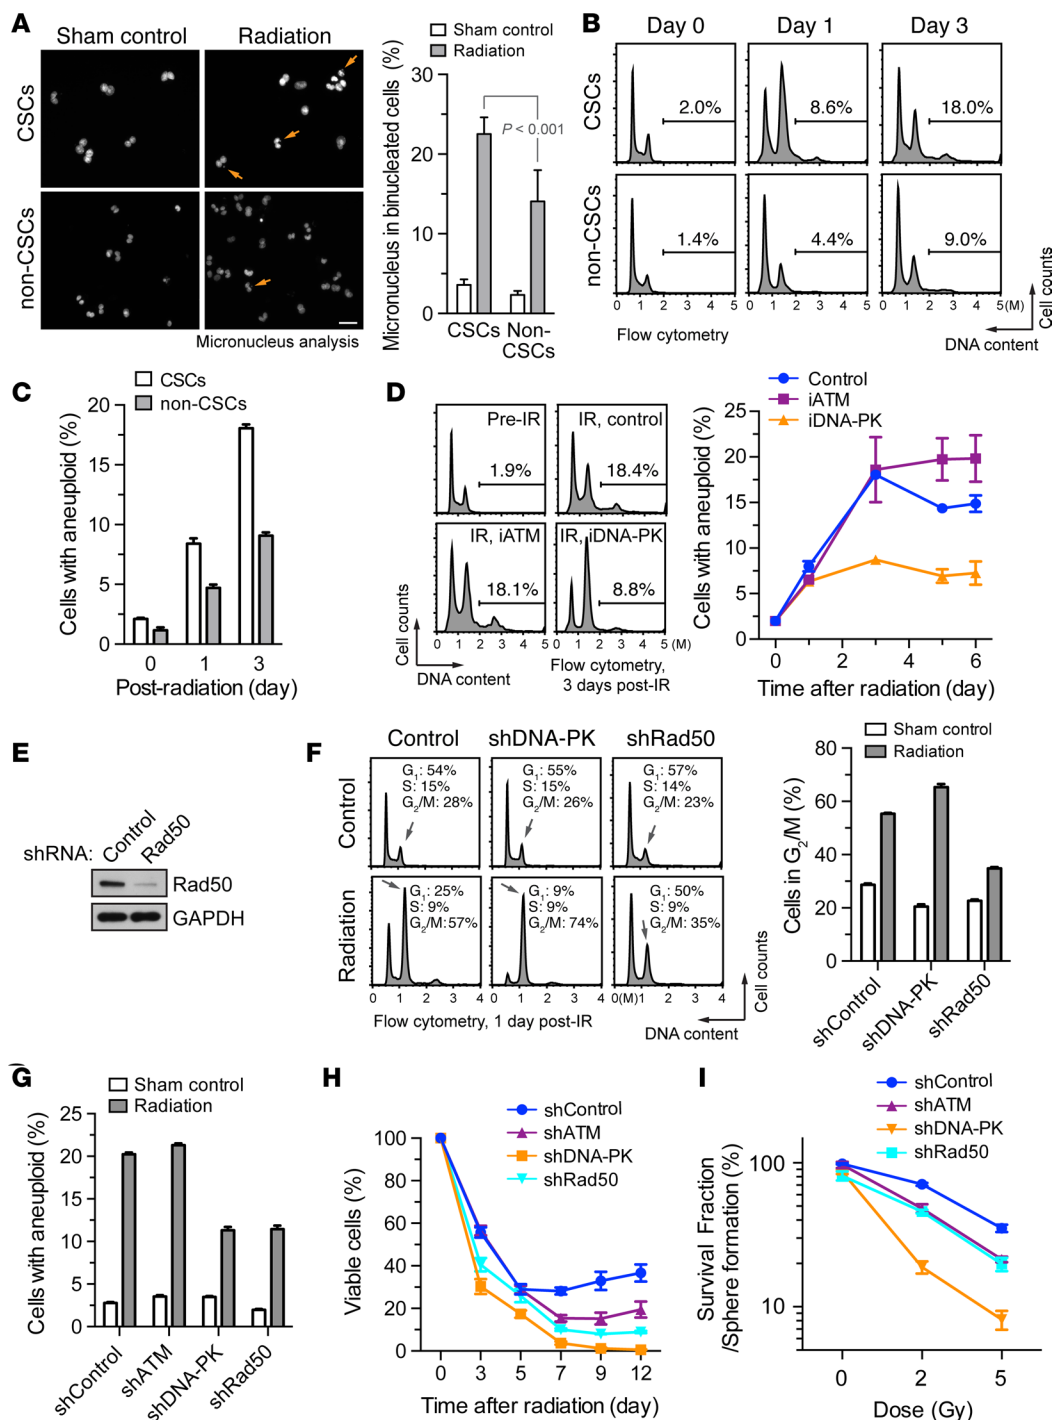 A
Sham control
Radiation
CSCs
non-CSCs
Micronucleus analysis
Sham control
Radiation
Micronucleus in binucleated cells (%)
30
20
10
0
P < 0.001
CSCs
Non-
CSCs
B
Day 0
Day 1
Day 3
CSCs
2.0%
8.6%
18.0%
non-CSCs
1.4%
4.4%
9.0%
0 1 2 3 4 5
0 1 2 3 4 5
0 1 2 3 4 5(M)
Flow cytometry
DNA content
Cell counts
C
CSCs
non-CSCs
Cells with aneuploid (%)
20
15
10
5
0
0 1 3
Post-radiation (day)
D
Pre-IR
1.9%
IR, control
18.4%
IR, iATM
18.1%
IR, iDNA-PK
8.8%
0 1 2 3 4 5
0 1 2 3 4 5 (M)
Cell counts
DNA content
Flow cytometry,
3 days post-IR
Control
iATM
iDNA-PK
Cells with aneuploid (%)
25
20
15
10
5
0
0 2 4 6
Time after radiation (day)
E
shRNA:
Control
Rad50
Rad50
GAPDH
F
Control
shDNA-PK
shRad50
Control
G1: 54%
S: 15%
G2/M: 28%
G1: 55%
S: 15%
G2/M: 26%
G1: 57%
S: 14%
G2/M: 23%
Radiation
G1: 25%
S: 9%
G2/M: 57%
G1: 9%
S: 9%
G2/M: 74%
G1: 50%
S: 9%
G2/M: 35%
0 1 2 3 4
0 1 2 3 4
0(M)1 2 3 4
Flow cytometry, 1 day post-IR
DNA content
Cell counts
Sham control
Radiation
Cells in G2/M (%)
80
60
40
20
0
shControl
shDNA-PK
shRad50
G
Sham control
Radiation
Cells with aneuploid (%)
25
20
15
10
5
0
shControl
shATM
shDNA-PK
shRad50
H
shControl
shATM
shDNA-PK
shRad50
Viable cells (%)
100
80
60
40
20
0
0 3 5 7 9 12
Time after radiation (day)
I
shControl
shATM
shDNA-PK
shRad50
Survival Fraction
/Sphere formation (%)
100
10
0 2 5
Dose (Gy)